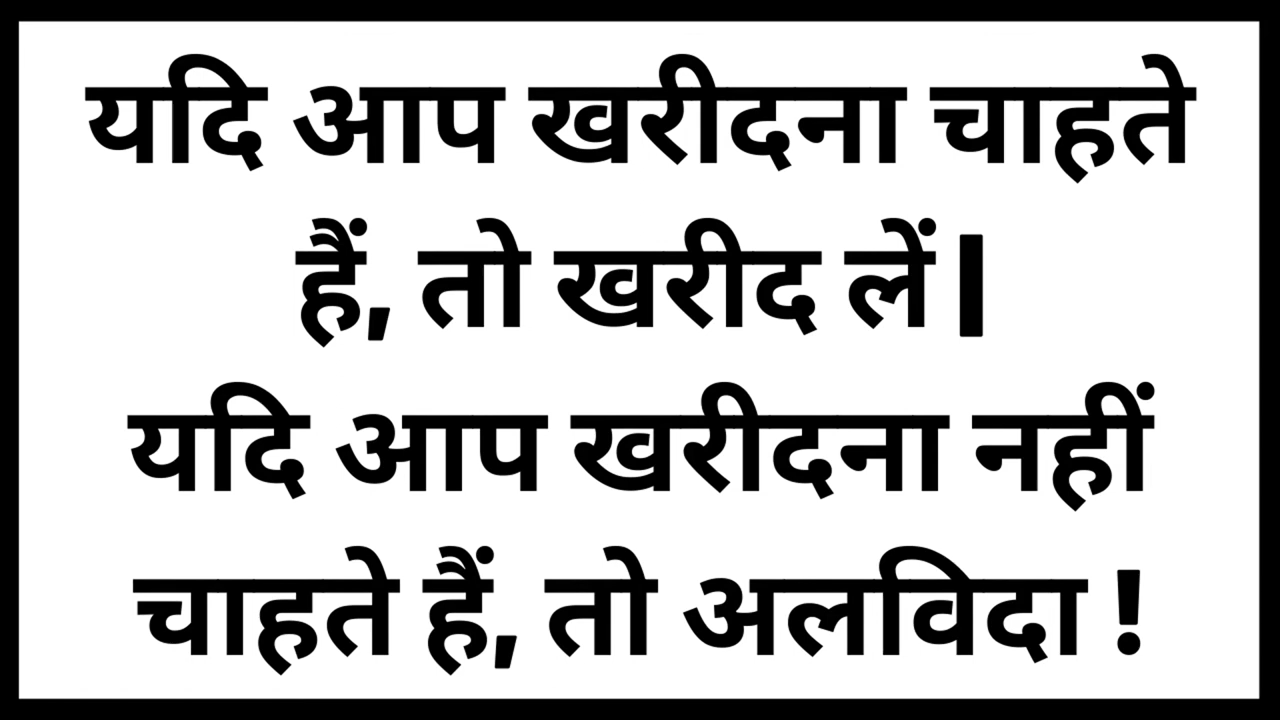 यदि आप खरीदना चाहते
हैं, तो खरीद लें।
यदि आप खरीदना नहीं
चाहते हैं, तो अलविदा !